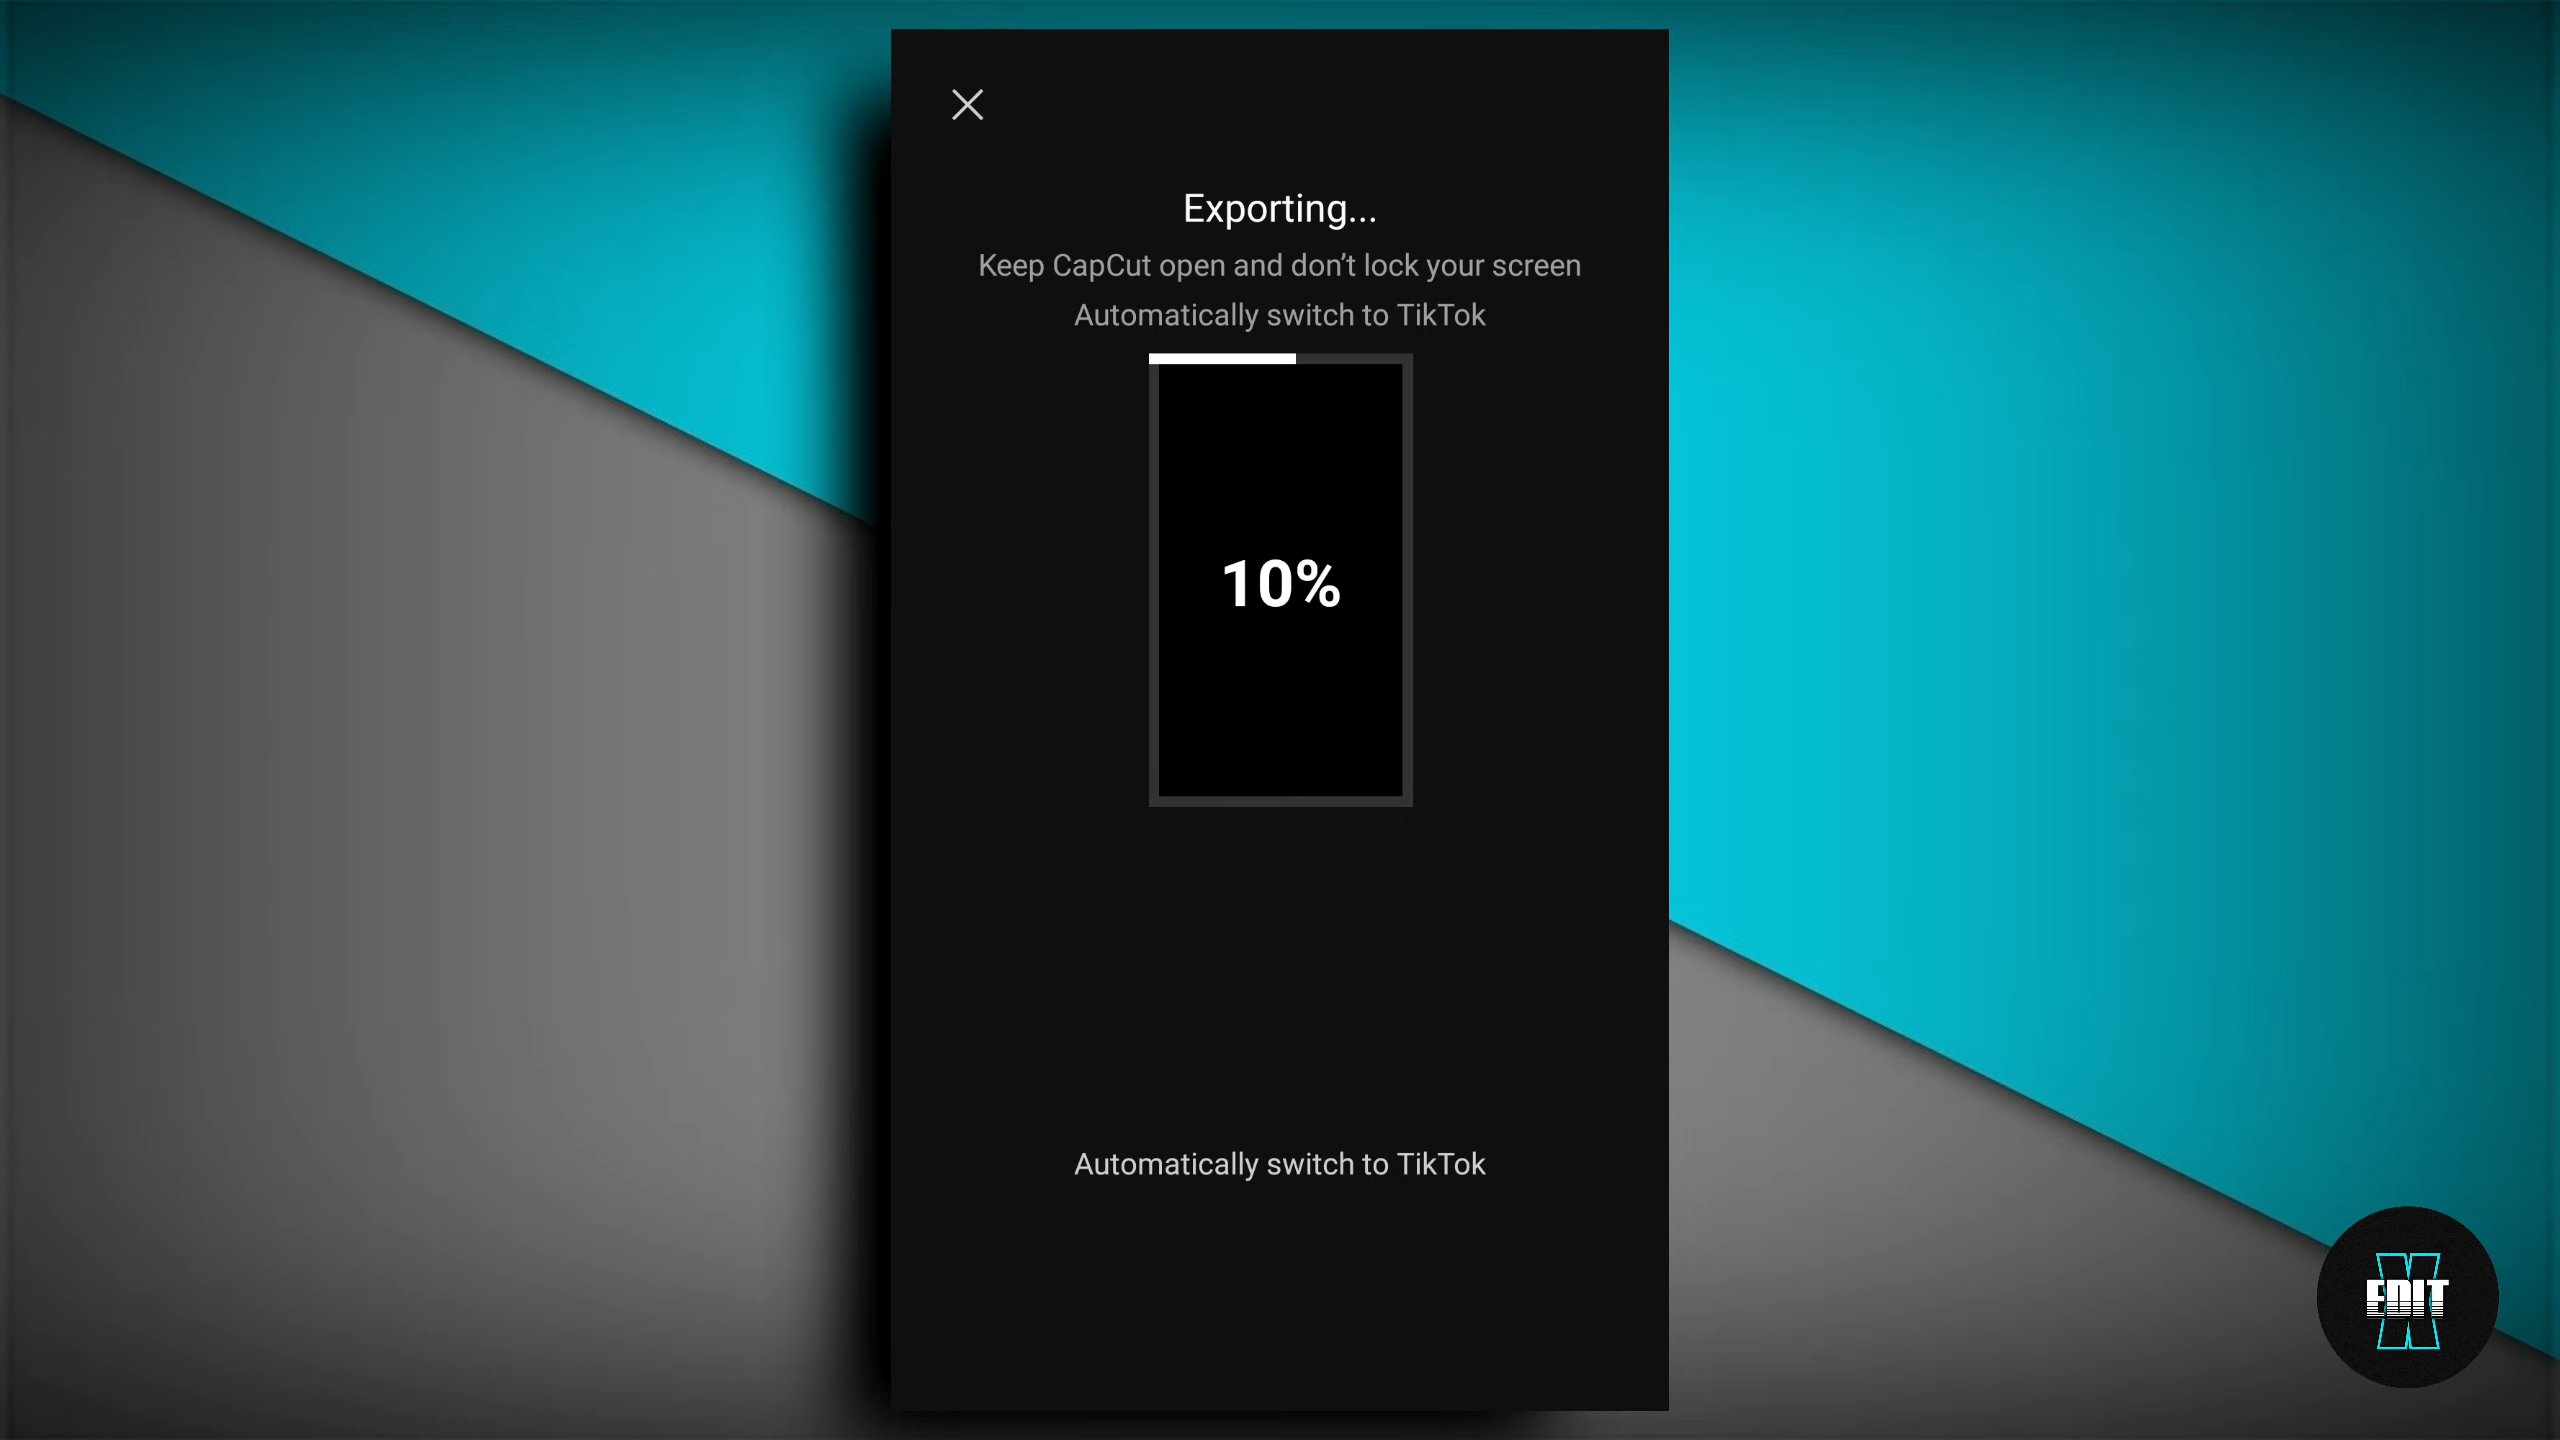 Exporting...
Keep CapCut open and don’t lock your screen
Automatically switch to TikTok
10%
Automatically switch to TikTok
X
EDIT